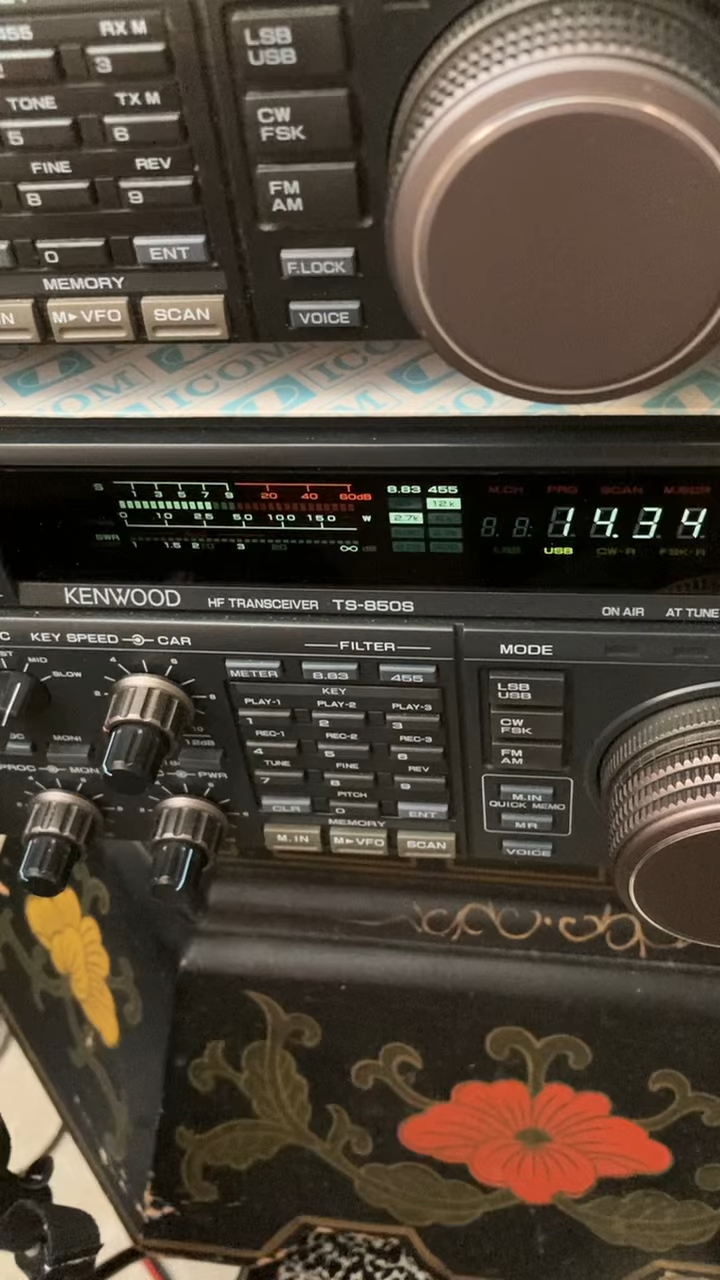 455 RX M
3
LSB
USB
TONE TX M
5 6
CW
FSK
FINE REV
8 9
FM
AM
0 ENT
F.LOCK
MEMORY
M▶VFO SCAN
VOICE
ICOM ICOM
S 1 3 5 7 9 20 40 60dB
8.83 455
M.CH PRG SCAN
12k
0 10 25 50 100 150 W
2.7k
14.34
SWR 1 1.5 2 3 ∞
USB CW-R FSK-R
KENWOOD HF TRANSCEIVER TS-850S
ON AIR AT TUNE
KEY SPEED CAR
FILTER
MODE
MID
SLOW
METER 8.83 455
LSB
USB
KEY
PLAY-1 PLAY-2 PLAY-3
1 2 3
CW
FSK
REC-1 REC-2 REC-3
4 5 6
FM
AM
MONI
PROC MON PWR
TUNE FINE REV
7 8 9
M.IN
QUICK MEMO
MR
PITCH
CLR 0 ENT
MEMORY
M.IN M▶VFO SCAN
VOICE